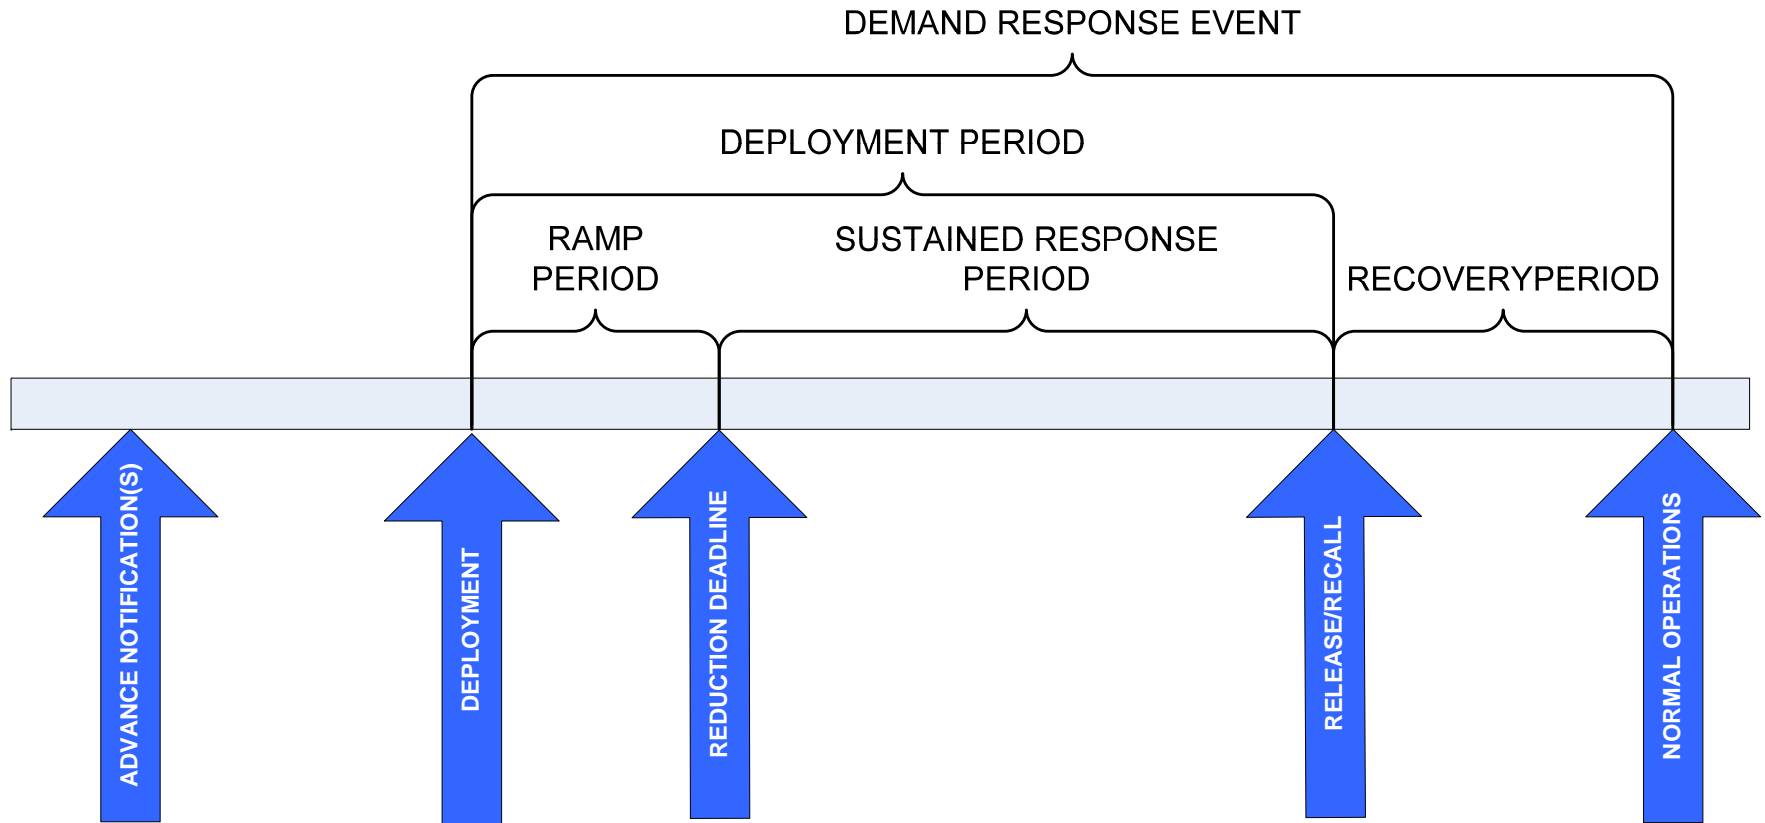 DEMAND RESPONSE EVENT
DEPLOYMENT PERIOD
RAMP
PERIOD
SUSTAINED RESPONSE
PERIOD
RECOVERYPERIOD
ADVANCE NOTIFICATION(S)
DEPLOYMENT
REDUCTION DEADLINE
RELEASE/RECALL
NORMAL OPERATIONS